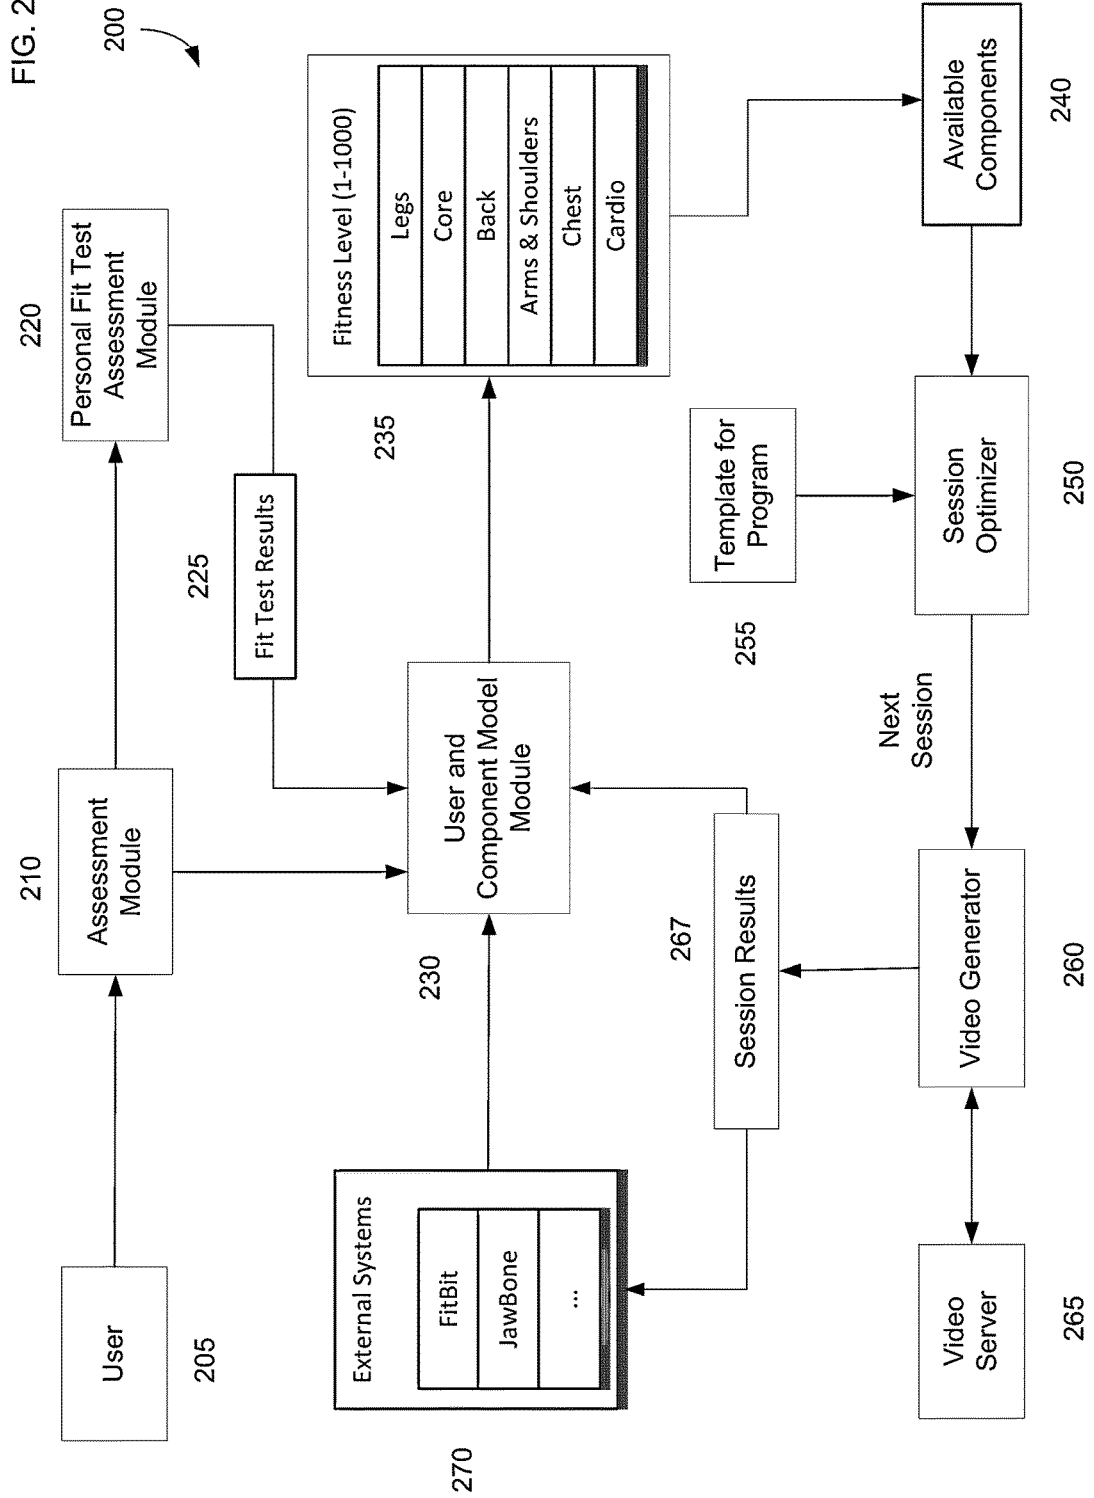 FIG. 2
200
User
205
Assessment
Module
210
Personal Fit Test
Assessment
Module
220
Fit Test Results
225
External Systems
FitBit
JawBone
...
270
User and
Component Model
Module
230
Fitness Level (1-1000)
Legs
Core
Back
Arms & Shoulders
Chest
Cardio
235
Session Results
267
Template for
Program
255
Video
Server
265
Video Generator
260
Next
Session
Session
Optimizer
250
Available
Components
240